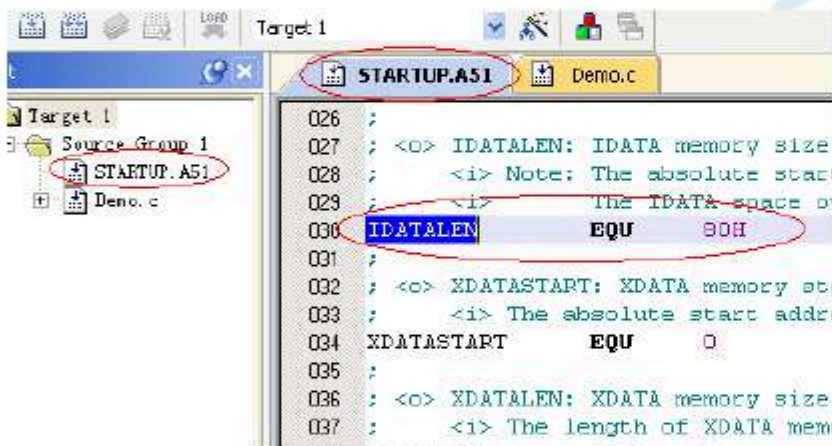 LOAD
Target 1
t
STARTUP.A51
Demo.c
Target 1
Source Group 1
STARTUP.A51
Demo.c
026 ;
027 ; <o> IDATALEN: IDATA memory size
028 ; <i> Note: The absolute start
029 ; <i> The IDATA space o
030 IDATALEN EQU 80H
031 ;
032 ; <o> XDATASTART: XDATA memory st
033 ; <i> The absolute start addr
034 XDATASTART EQU 0
035 ;
036 ; <o> XDATALEN: XDATA memory size
037 ; <i> The length of XDATA mem